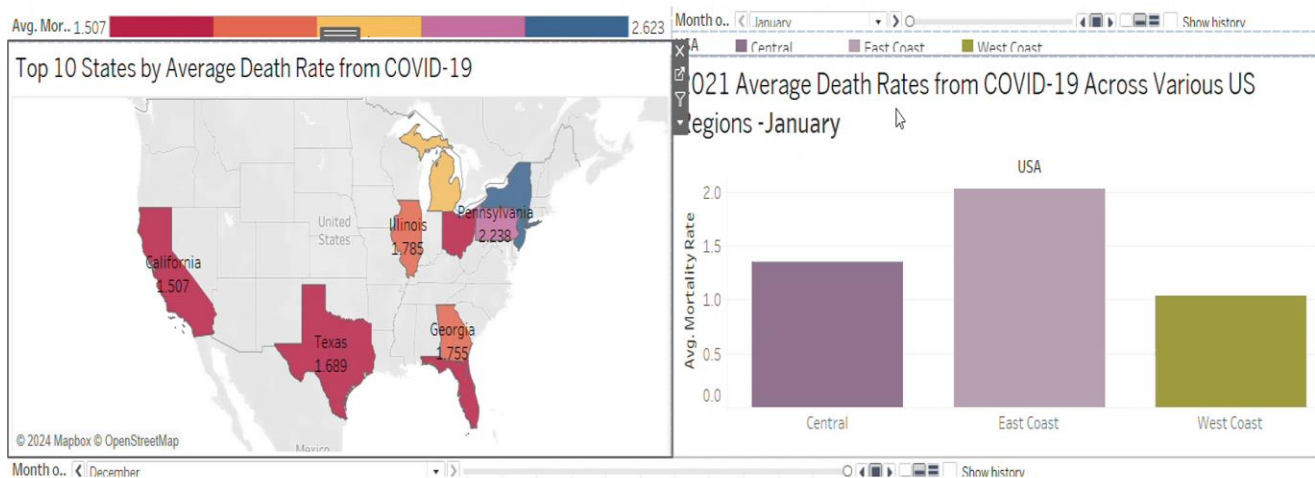 Avg. Mor.. 1.507 2.623
Top 10 States by Average Death Rate from COVID-19
United
States
California
1.507
Texas
1.689
Illinois
1.785
Pennsylvania
2.238
Georgia
1.755
Mexico
© 2024 Mapbox © OpenStreetMap
Month o.. December Show history
Month o.. January Show history
Central East Coast West Coast
2021 Average Death Rates from COVID-19 Across Various US
Regions -January
USA
Avg. Mortality Rate
2.0
1.5
1.0
0.5
0.0
Central East Coast West Coast